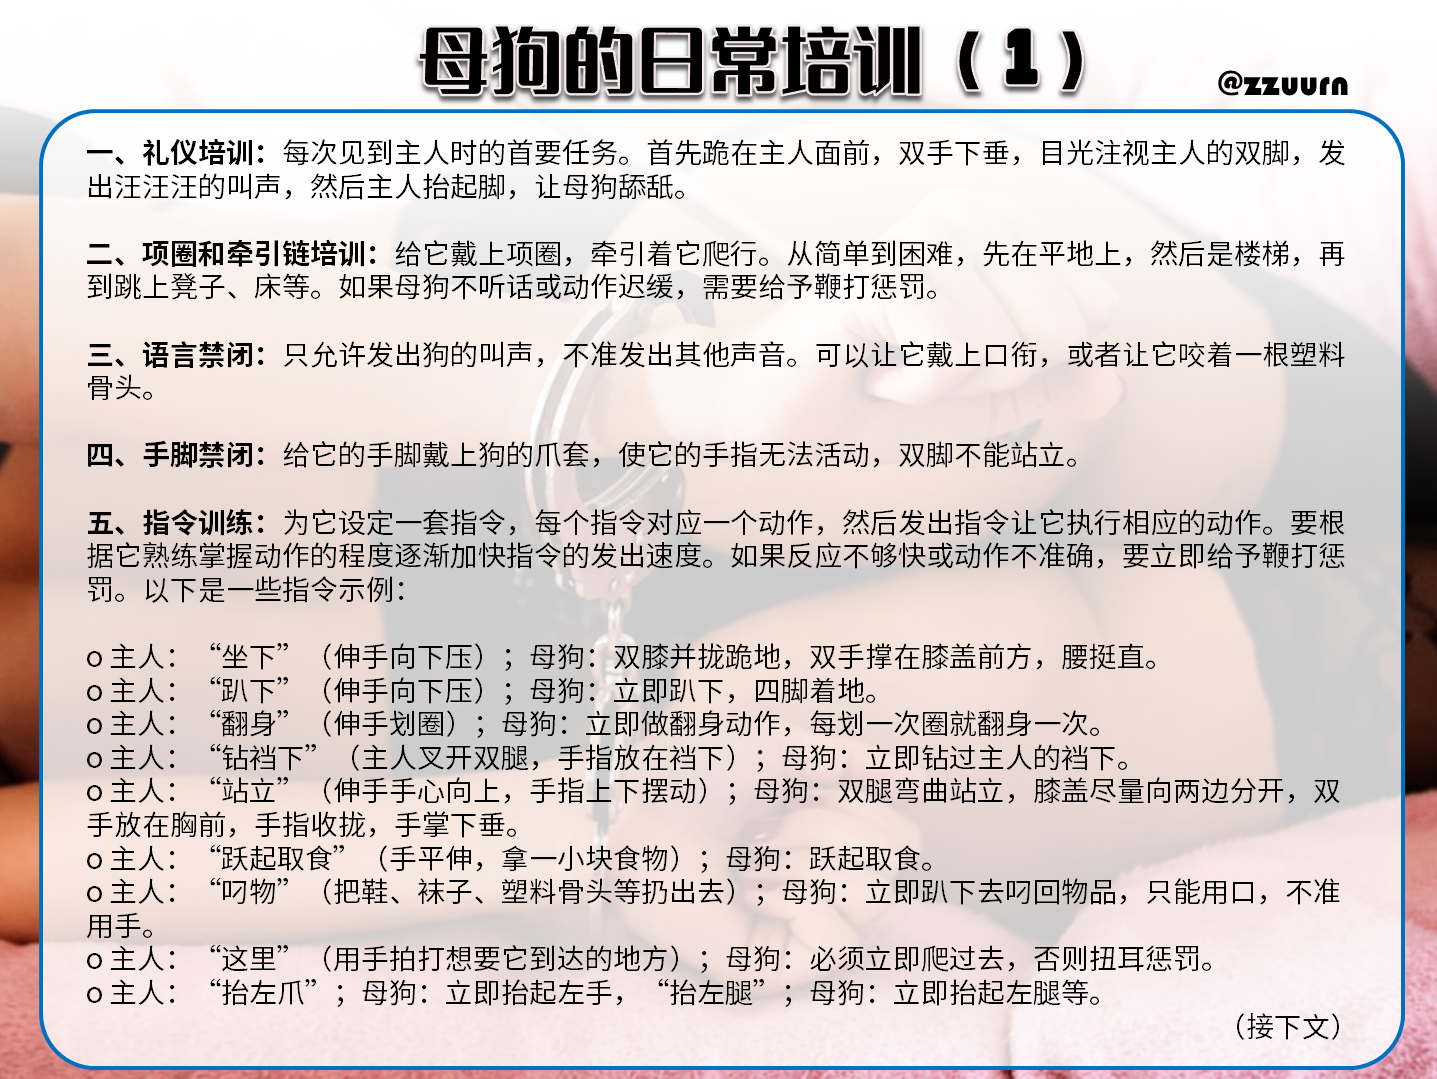 母狗的日常培训（1）
@zzuurn
一、礼仪培训：每次见到主人时的首要任务。首先跪在主人面前，双手下垂，目光注视主人的双脚，发
出汪汪汪的叫声，然后主人抬起脚，让母狗舔舐。
二、项圈和牵引链培训：给它戴上项圈，牵引着它爬行。从简单到困难，先在平地上，然后是楼梯，再
到跳上凳子、床等。如果母狗不听话或动作迟缓，需要给予鞭打惩罚。
三、语言禁闭：只允许发出狗的叫声，不准发出其他声音。可以让它戴上口衔，或者让它咬着一根塑料
骨头。
四、手脚禁闭：给它的手脚戴上狗的爪套，使它的手指无法活动，双脚不能站立。
五、指令训练：为它设定一套指令，每个指令对应一个动作，然后发出指令让它执行相应的动作。要根
据它熟练掌握动作的程度逐渐加快指令的发出速度。如果反应不够快或动作不准确，要立即给予鞭打惩
罚。以下是一些指令示例：
o 主人：“坐下”（伸手向下压）；母狗：双膝并拢跪地，双手撑在膝盖前方，腰挺直。
o 主人：“趴下”（伸手向下压）；母狗：立即趴下，四脚着地。
o 主人：“翻身”（伸手划圈）；母狗：立即做翻身动作，每划一次圈就翻身一次。
o 主人：“钻裆下”（主人叉开双腿，手指放在裆下）；母狗：立即钻过主人的裆下。
o 主人：“站立”（伸手手心向上，手指上下摆动）；母狗：双腿弯曲站立，膝盖尽量向两边分开，双
手放在胸前，手指收拢，手掌下垂。
o 主人：“跃起取食”（手平伸，拿一小块食物）；母狗：跃起取食。
o 主人：“叼物”（把鞋、袜子、塑料骨头等扔出去）；母狗：立即趴下去叼回物品，只能用口，不准
用手。
o 主人：“这里”（用手拍打想要它到达的地方）；母狗：必须立即爬过去，否则扭耳惩罚。
o 主人：“抬左爪”；母狗：立即抬起左手，“抬左腿”；母狗：立即抬起左腿等。
（接下文）